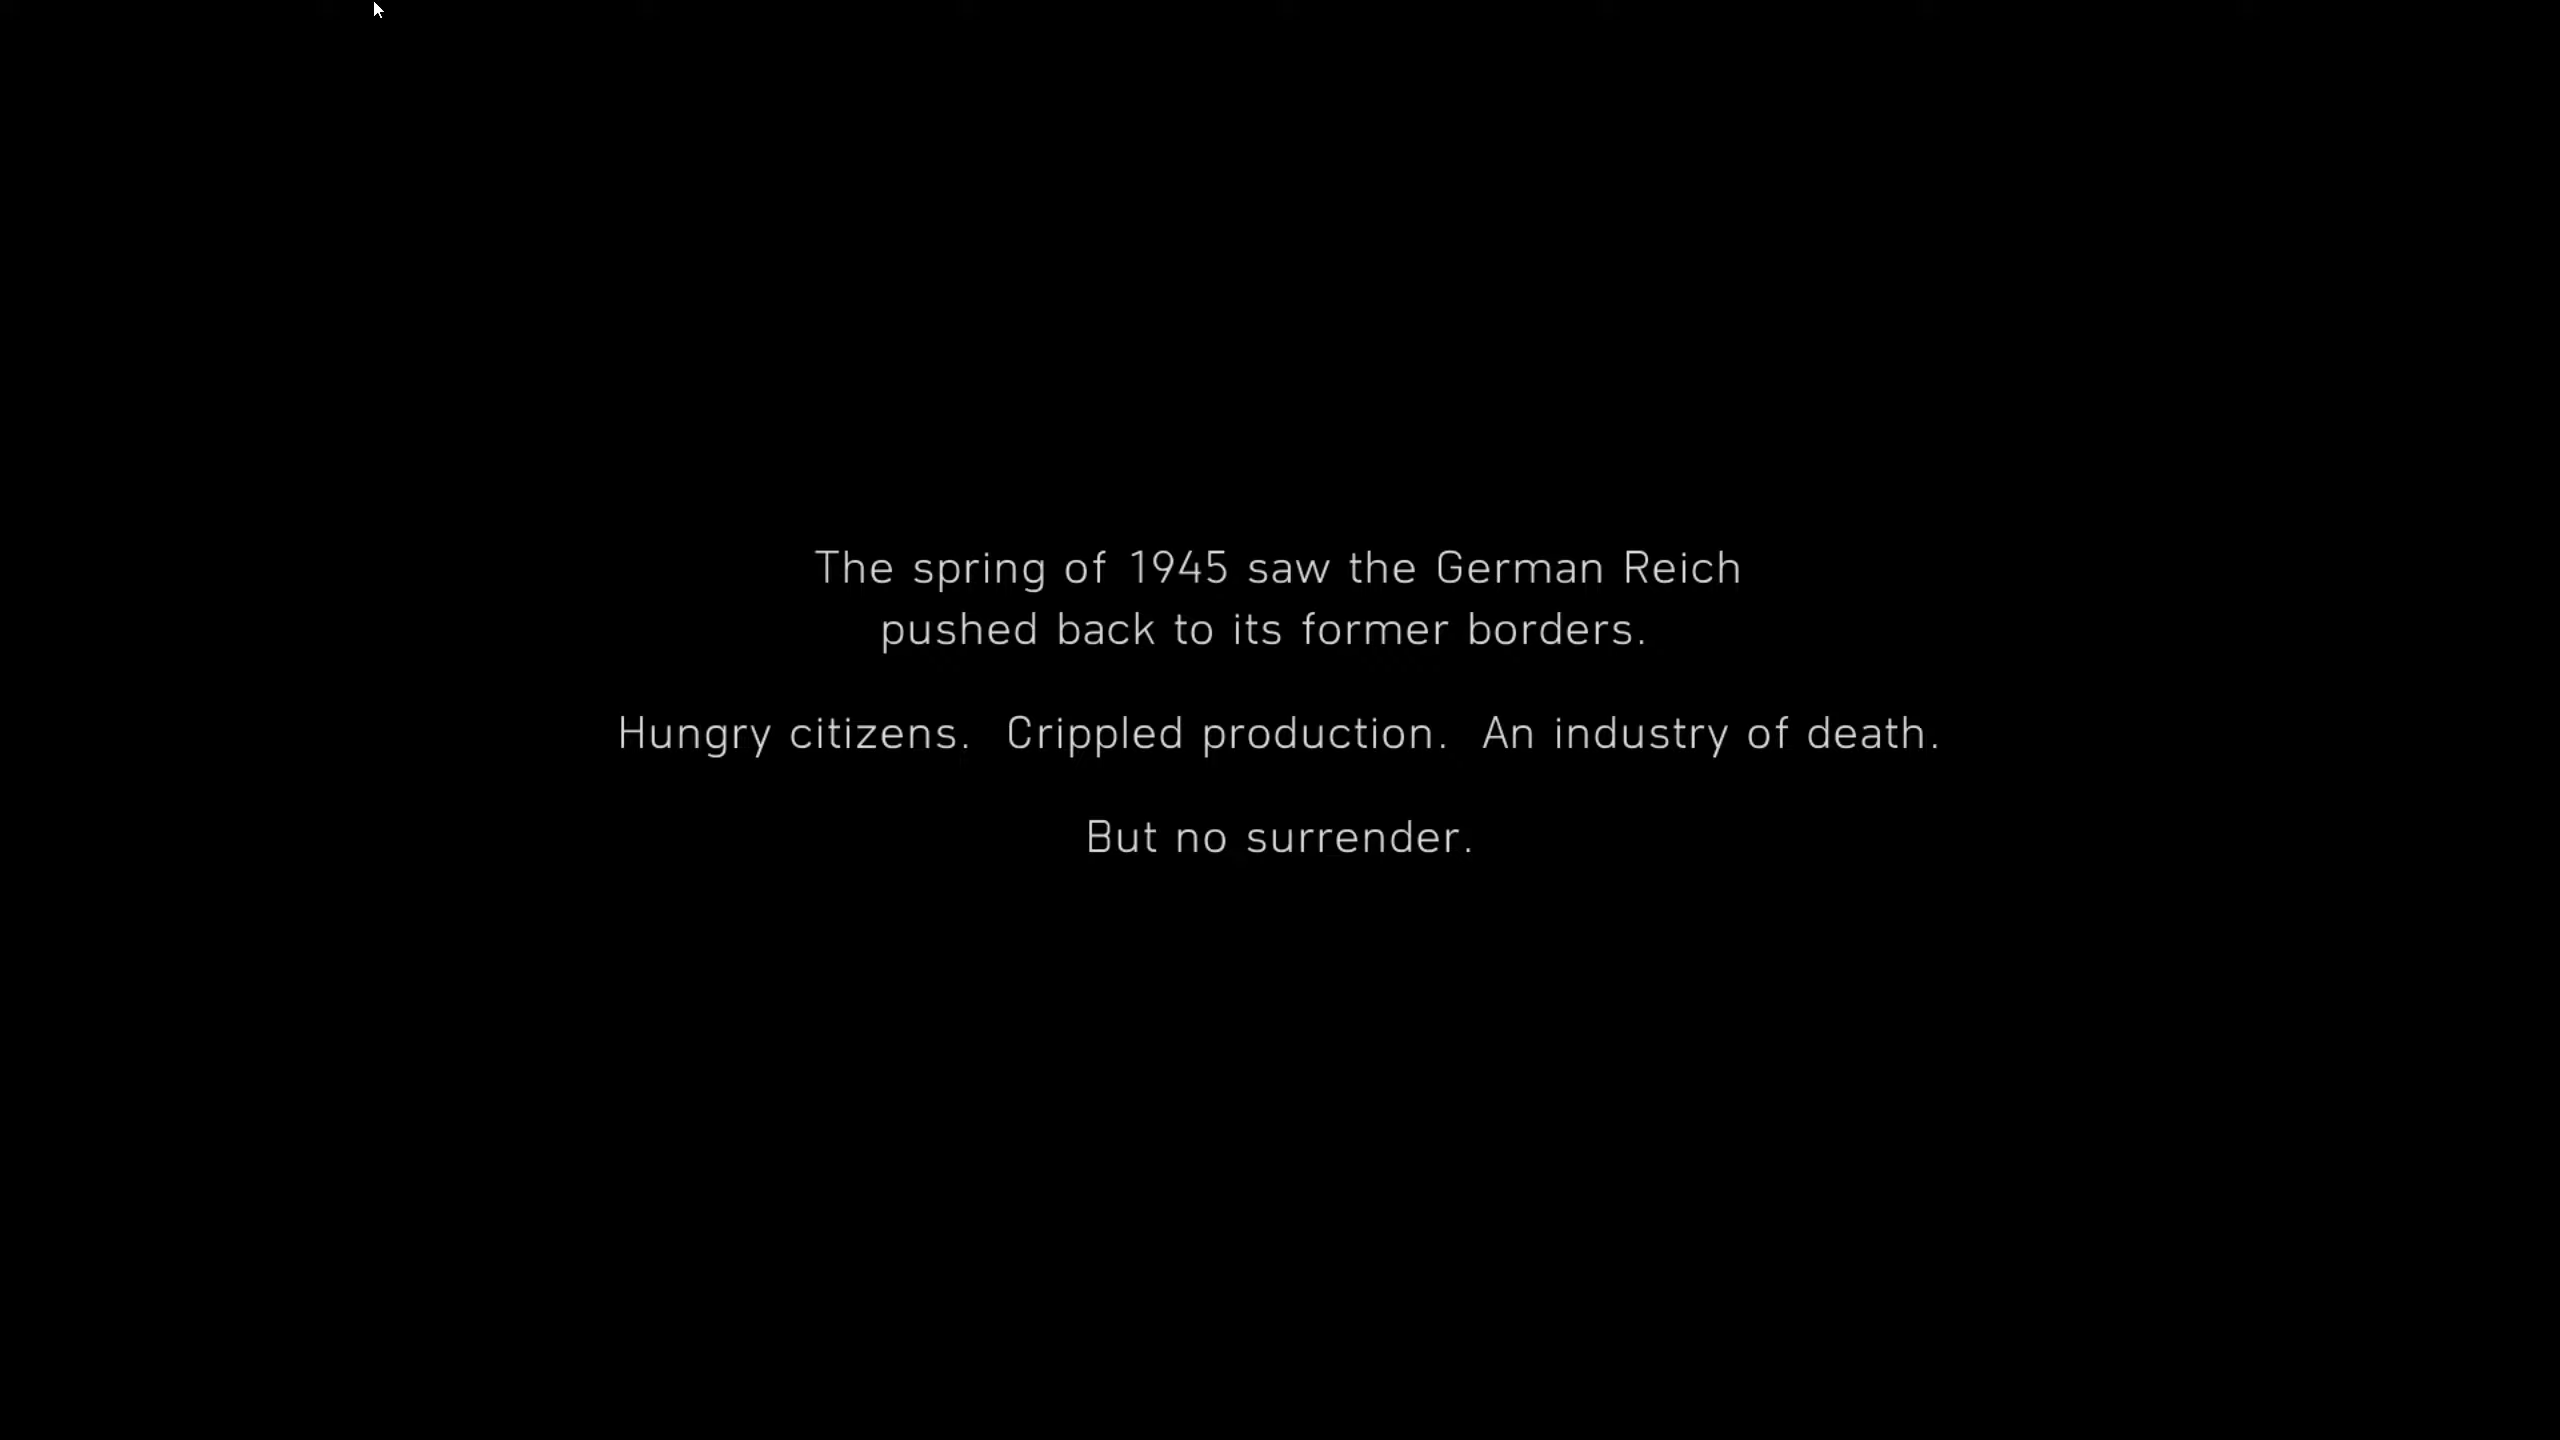 The spring of 1945 saw the German Reich
pushed back to its former borders.
Hungry citizens.  Crippled production.  An industry of death.
But no surrender.